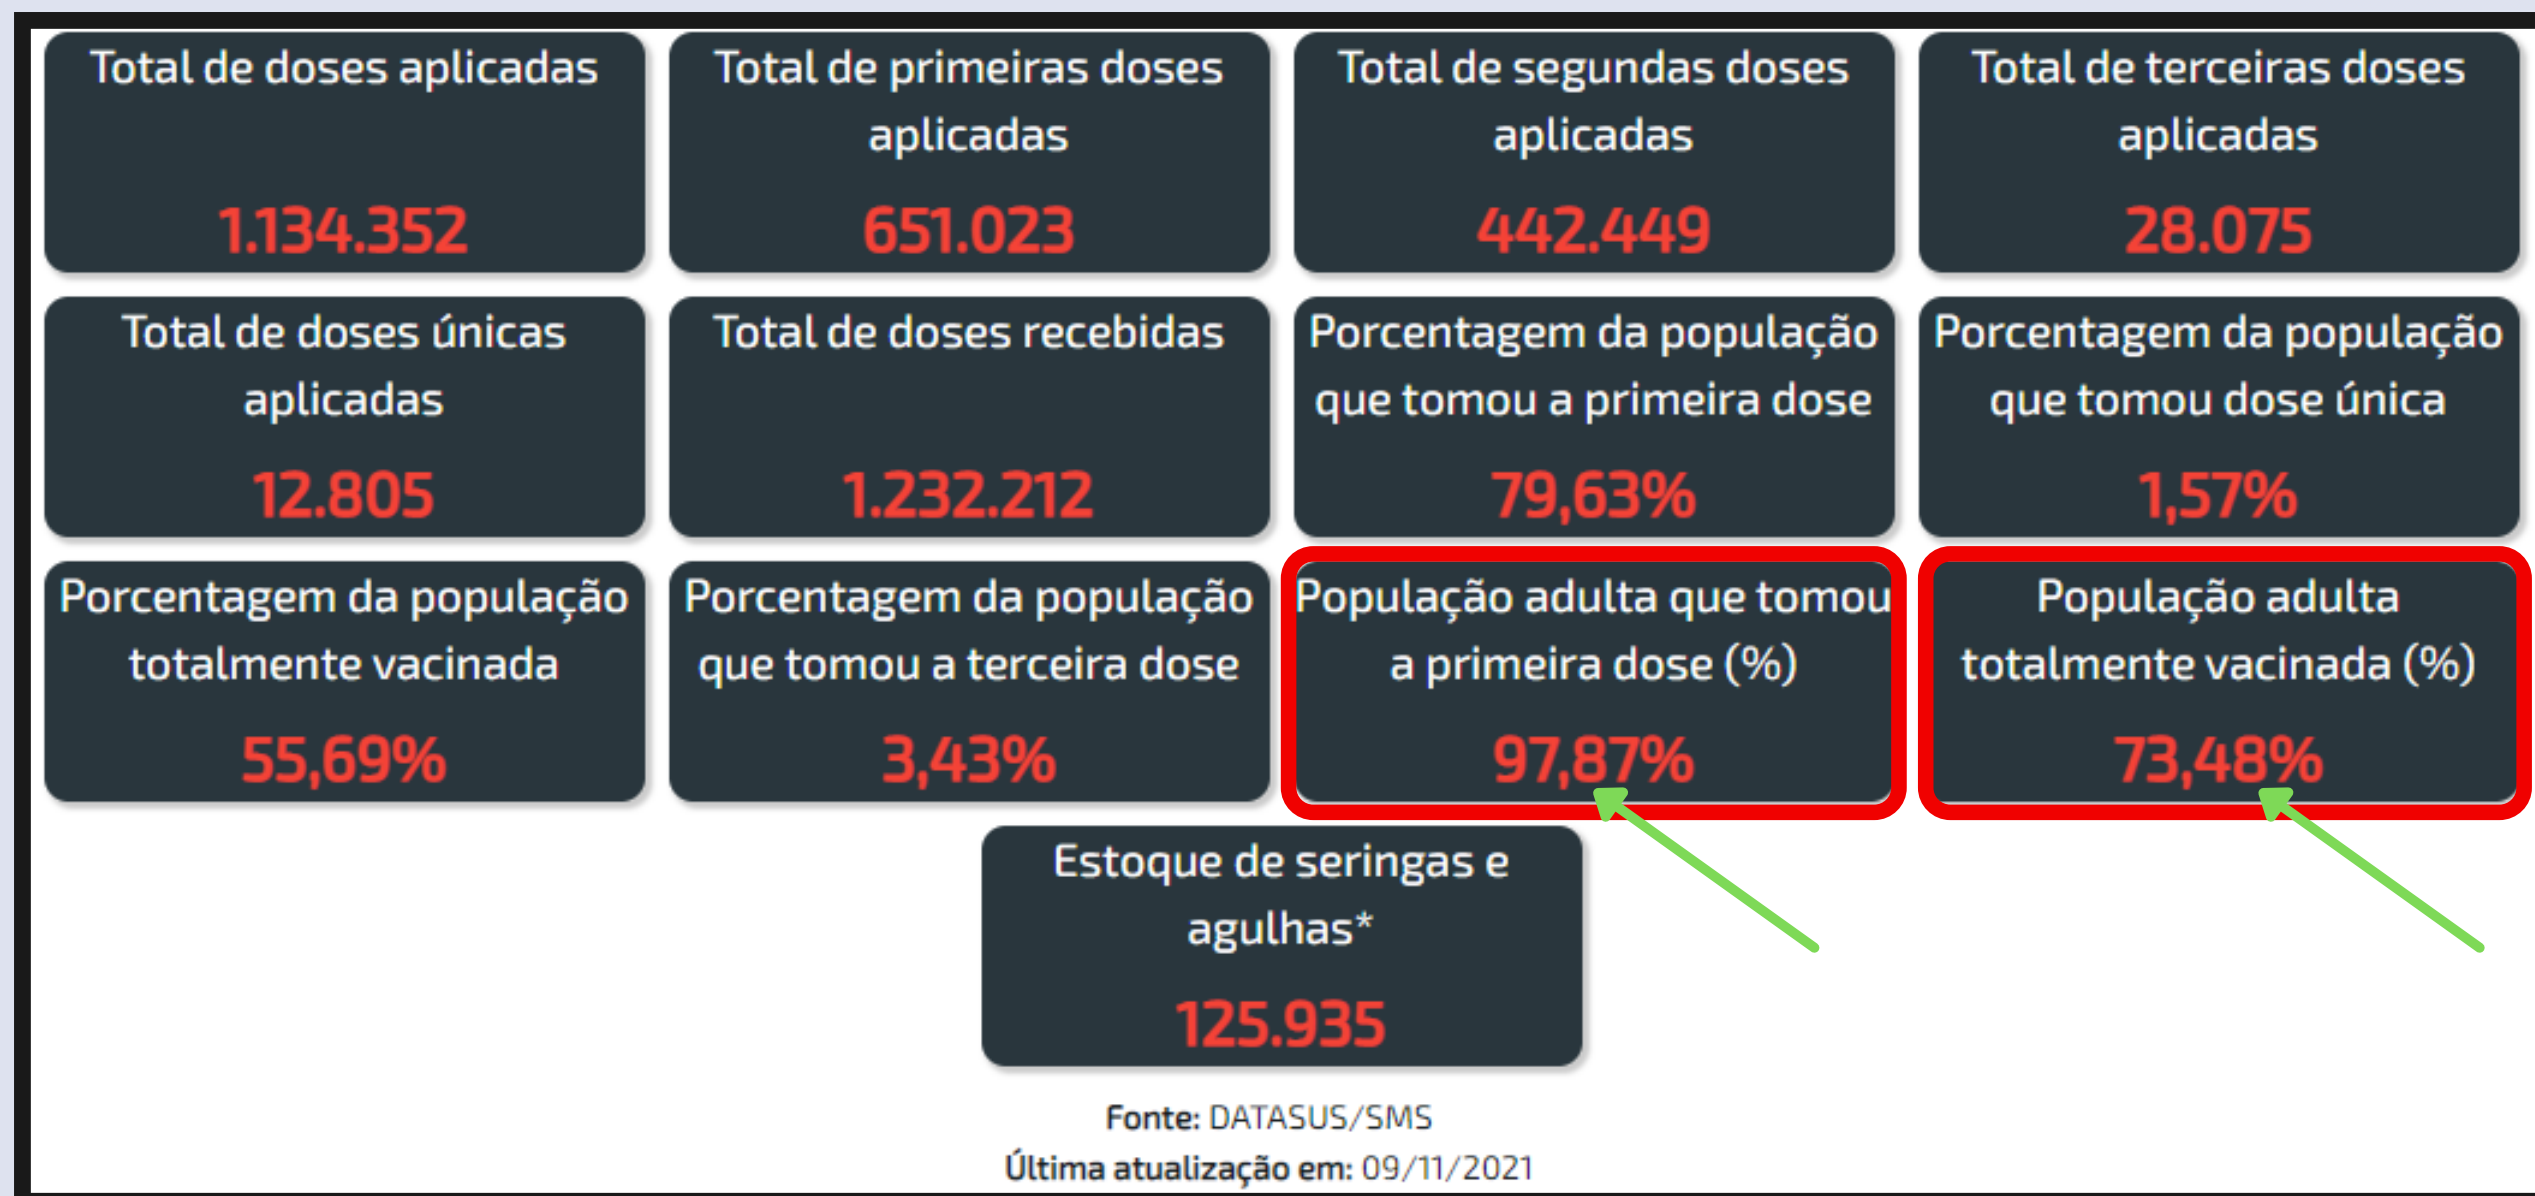 Total de doses aplicadas
1.134.352
Total de primeiras doses
aplicadas
651.023
Total de segundas doses
aplicadas
442.449
Total de terceiras doses
aplicadas
28.075
Total de doses únicas
aplicadas
12.805
Total de doses recebidas
1.232.212
Porcentagem da população
que tomou a primeira dose
79,63%
Porcentagem da população
que tomou dose única
1,57%
Porcentagem da população
totalmente vacinada
55,69%
Porcentagem da população
que tomou a terceira dose
3,43%
População adulta que tomou
a primeira dose (%)
97,87%
População adulta
totalmente vacinada (%)
73,48%
Estoque de seringas e
agulhas*
125.935
Fonte: DATASUS/SMS
Última atualização em: 09/11/2021